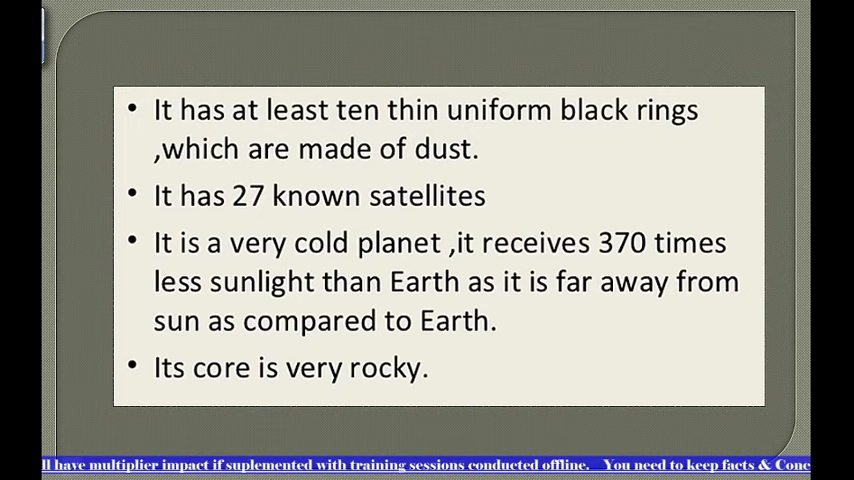 • It has at least ten thin uniform black rings
,which are made of dust.
• It has 27 known satellites
• It is a very cold planet ,it receives 370 times
less sunlight than Earth as it is far away from
sun as compared to Earth.
• Its core is very rocky.
ll have multiplier impact if suplemented with training sessions conducted offline. You need to keep facts & Conc